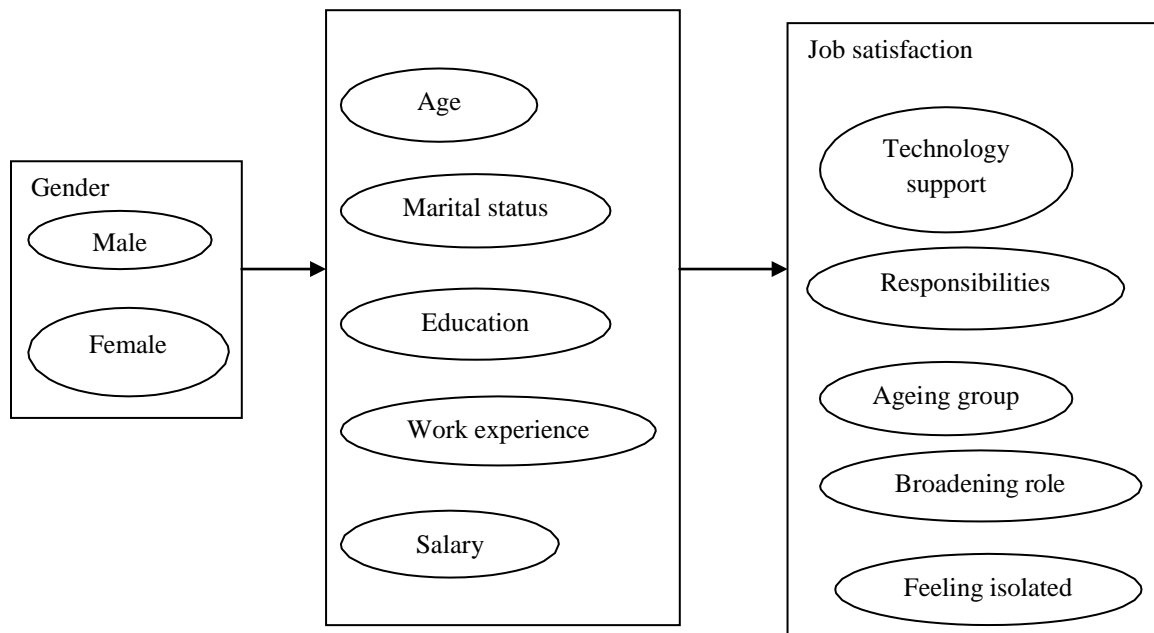 Gender
Male
Female
Age
Marital status
Education
Work experience
Salary
Job satisfaction
Technology
support
Responsibilities
Ageing group
Broadening role
Feeling isolated